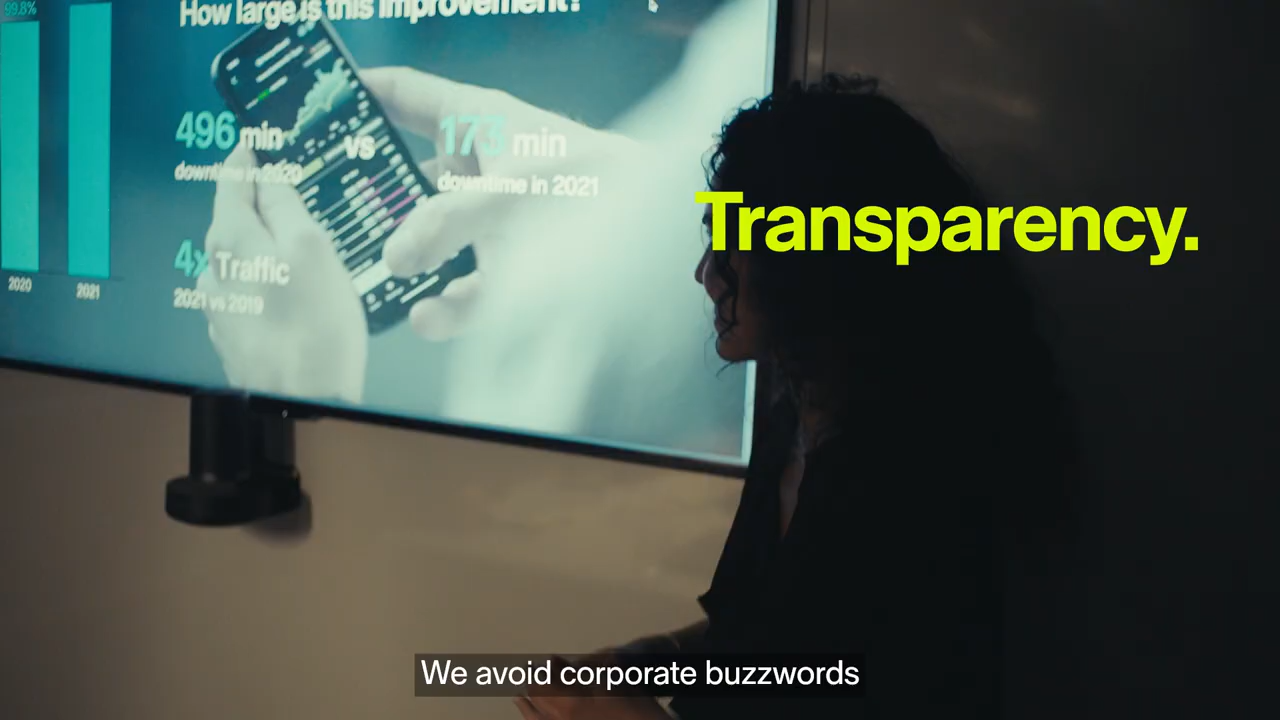 99.8%
How large is this improvement?
496 min
vs
173 min
downtime in 2020
downtime in 2021
4x Traffic
2021 vs 2019
2020
2021
Transparency.
We avoid corporate buzzwords